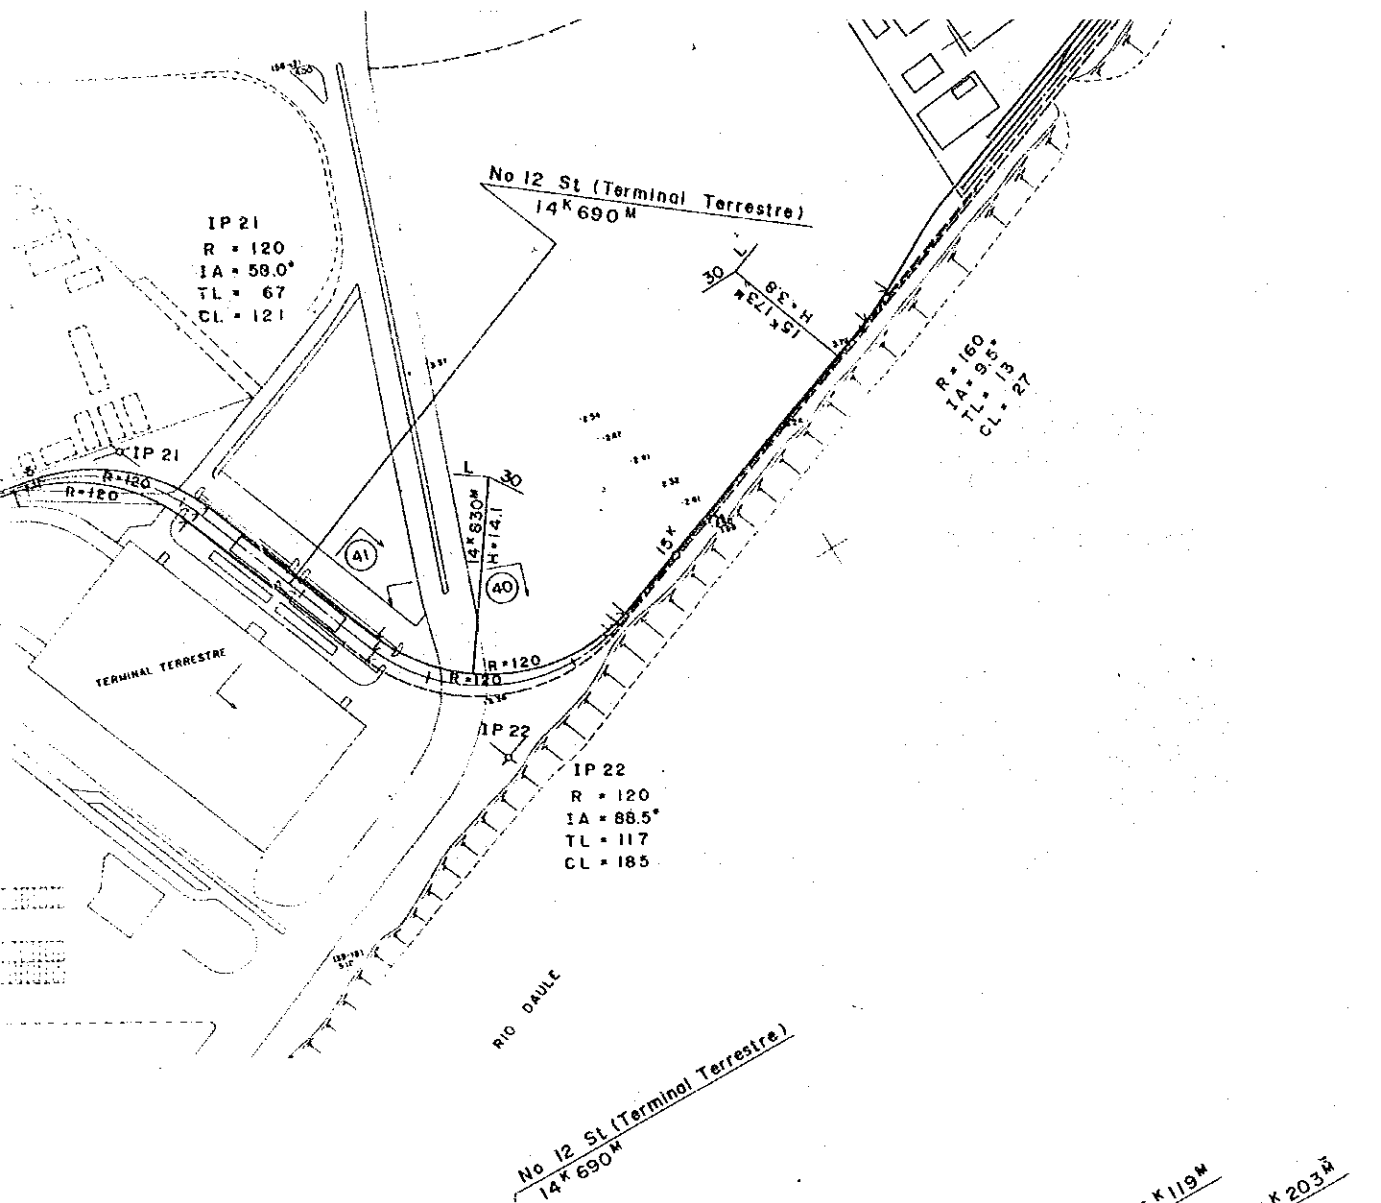 No 12 St (Terminal Terrestre)
14K 690M
IP 21
R = 120
IA = 58.0°
TL = 67
CL = 121
30 L
15K 173M
H = 3.8
R = 160
IA = 9.5°
TL = 13
CL = 27
IP 21
R=120
R=120
L 30
14K 830M
H = 14.1
41
40
15K
TERMINAL TERRESTRE
R=120
R=120
IP 22
IP 22
R = 120
IA = 88.5°
TL = 117
CL = 185
RIO DAULE
No 12 St (Terminal Terrestre)
14K 690M
K 119M
K 203M